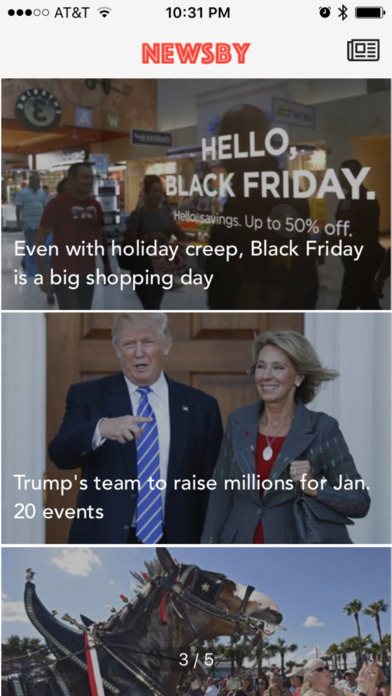 AT&T 10:31 PM
NEWSBY
HELLO,
BLACK FRIDAY.
Hello, savings. Up to 50% off.
Even with holiday creep, Black Friday
is a big shopping day
Trump's team to raise millions for Jan.
20 events
3 / 5